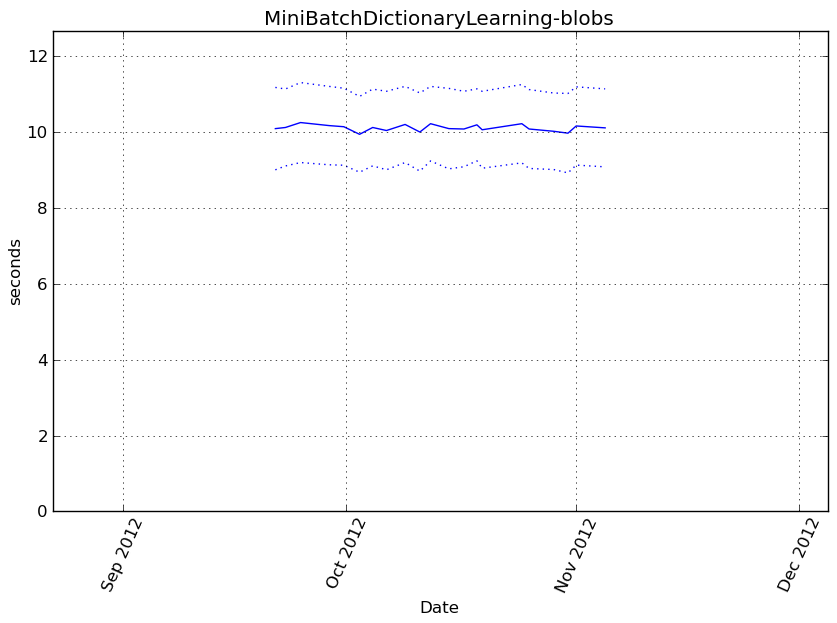 MiniBatchDictionaryLearning-blobs
12
10
8
6
4
2
0
seconds
Sep 2012
Oct 2012
Nov 2012
Dec 2012
Date